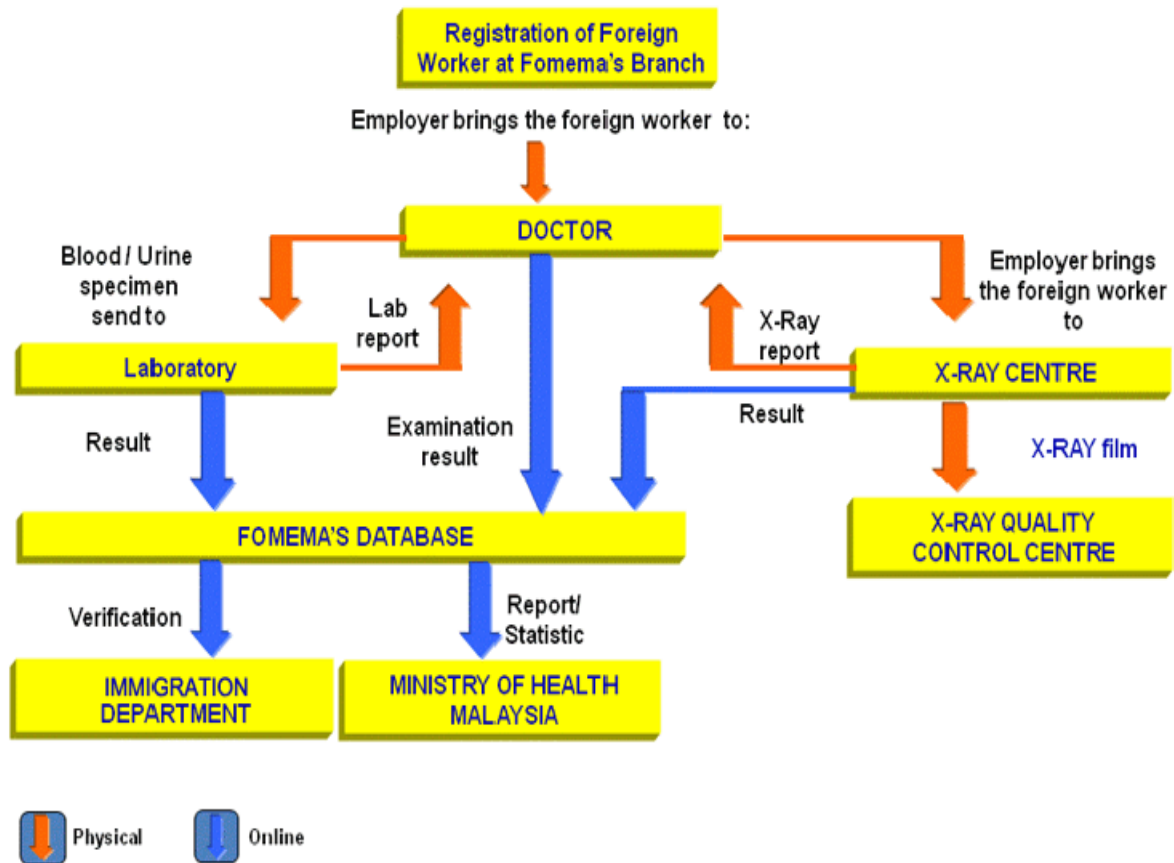 Registration of Foreign
Worker at Fomema's Branch
Employer brings the foreign worker to:
DOCTOR
Blood / Urine
specimen
send to
Lab
report
X-Ray
report
Employer brings
the foreign worker
to
Laboratory
X-RAY CENTRE
Result
Examination
result
Result
X-RAY film
FOMEMA'S DATABASE
X-RAY QUALITY
CONTROL CENTRE
Verification
Report/
Statistic
IMMIGRATION
DEPARTMENT
MINISTRY OF HEALTH
MALAYSIA
Physical
Online